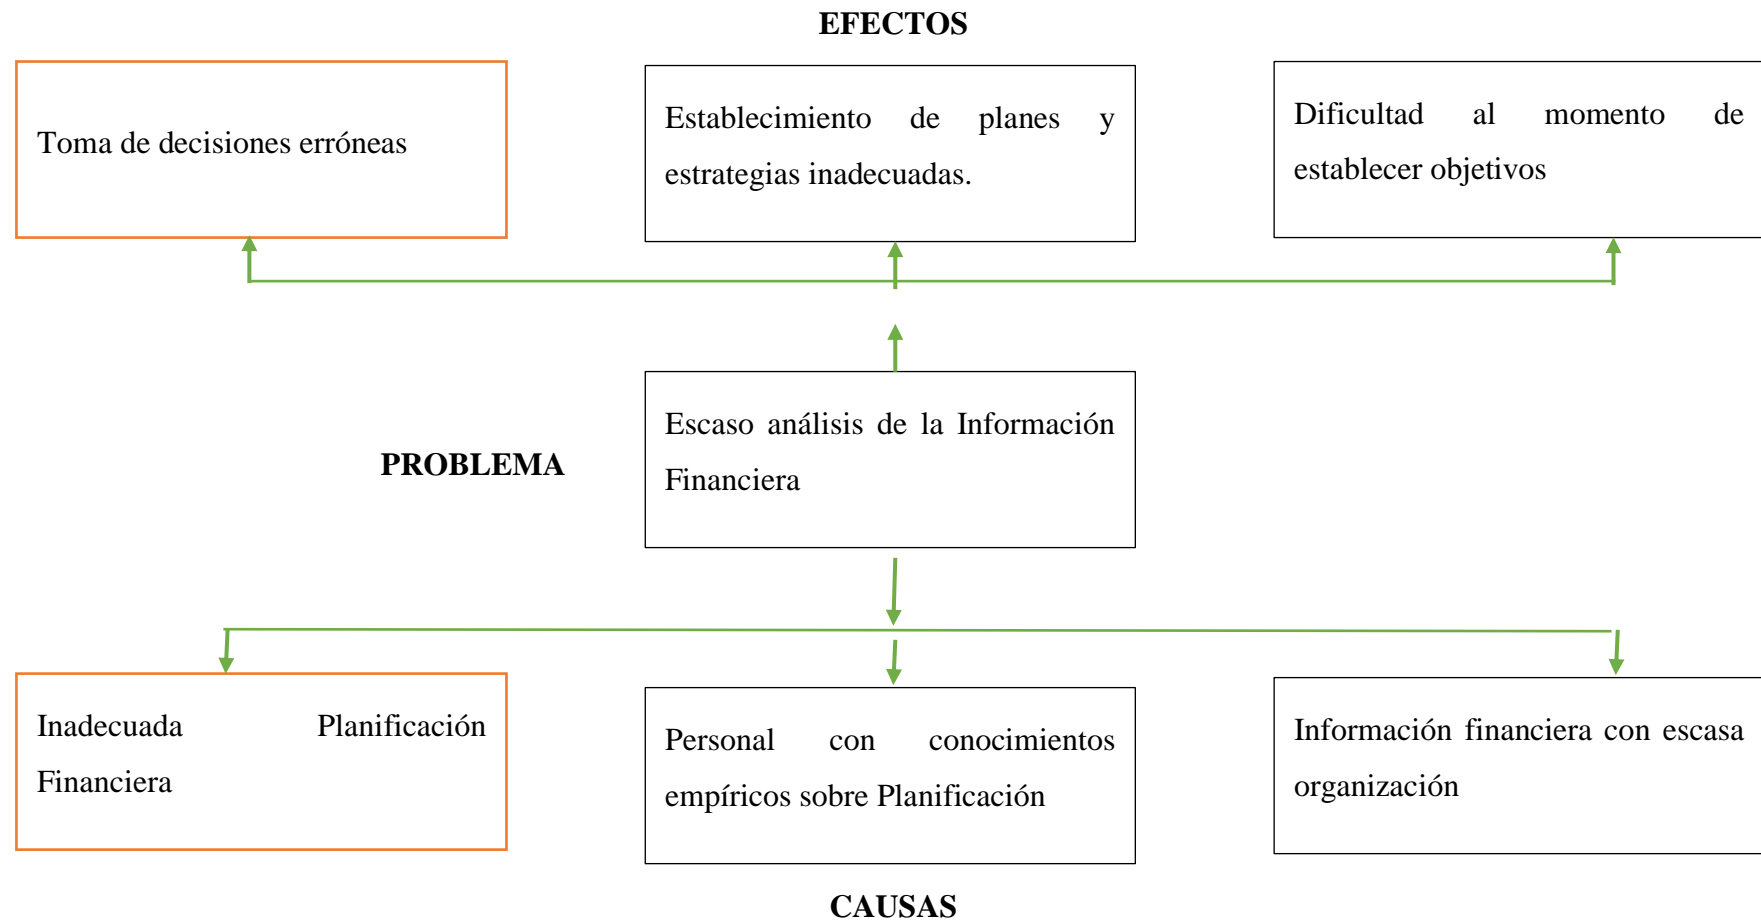 EFECTOS
Toma de decisiones erróneas
Establecimiento de planes y
estrategias inadecuadas.
Dificultad al momento de
establecer objetivos
PROBLEMA
Escaso análisis de la Información
Financiera
Inadecuada Planificación
Financiera
Personal con conocimientos
empíricos sobre Planificación
Información financiera con escasa
organización
CAUSAS